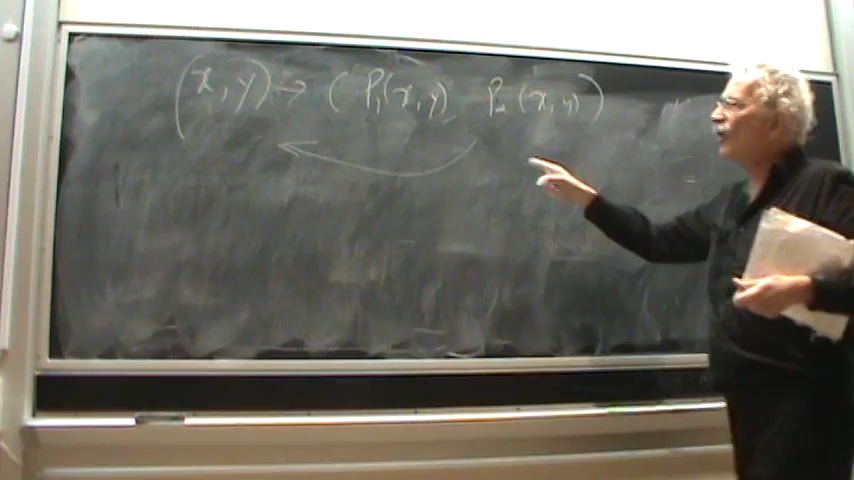 (x, y) → (P₁(x, y) P₂(x, y))